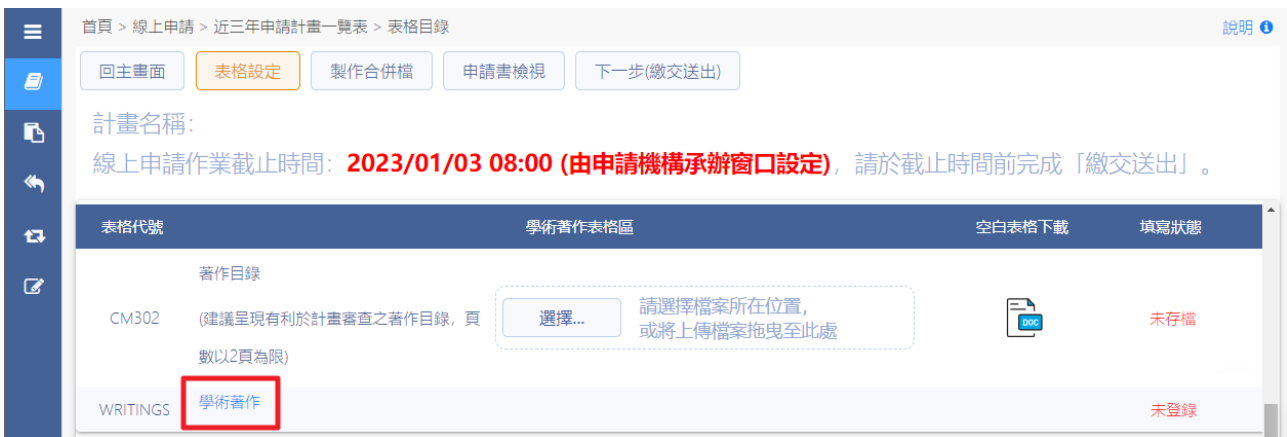 首頁 > 線上申請 > 近三年申請計畫一覽表 > 表格目錄
說明
回主畫面
表格設定
製作合併檔
申請書檢視
下一步(繳交送出)
計畫名稱:
線上申請作業截止時間: 2023/01/03 08:00 (由申請機構承辦窗口設定), 請於截止時間前完成「繳交送出」。
表格代號
學術著作表格區
空白表格下載
填寫狀態
CM302
著作目錄
(建議呈現有利於計畫審查之著作目錄, 頁
數以2頁為限)
選擇...
請選擇檔案所在位置,
或將上傳檔案拖曳至此處
DOC
未存檔
WRITINGS
學術著作
未登錄